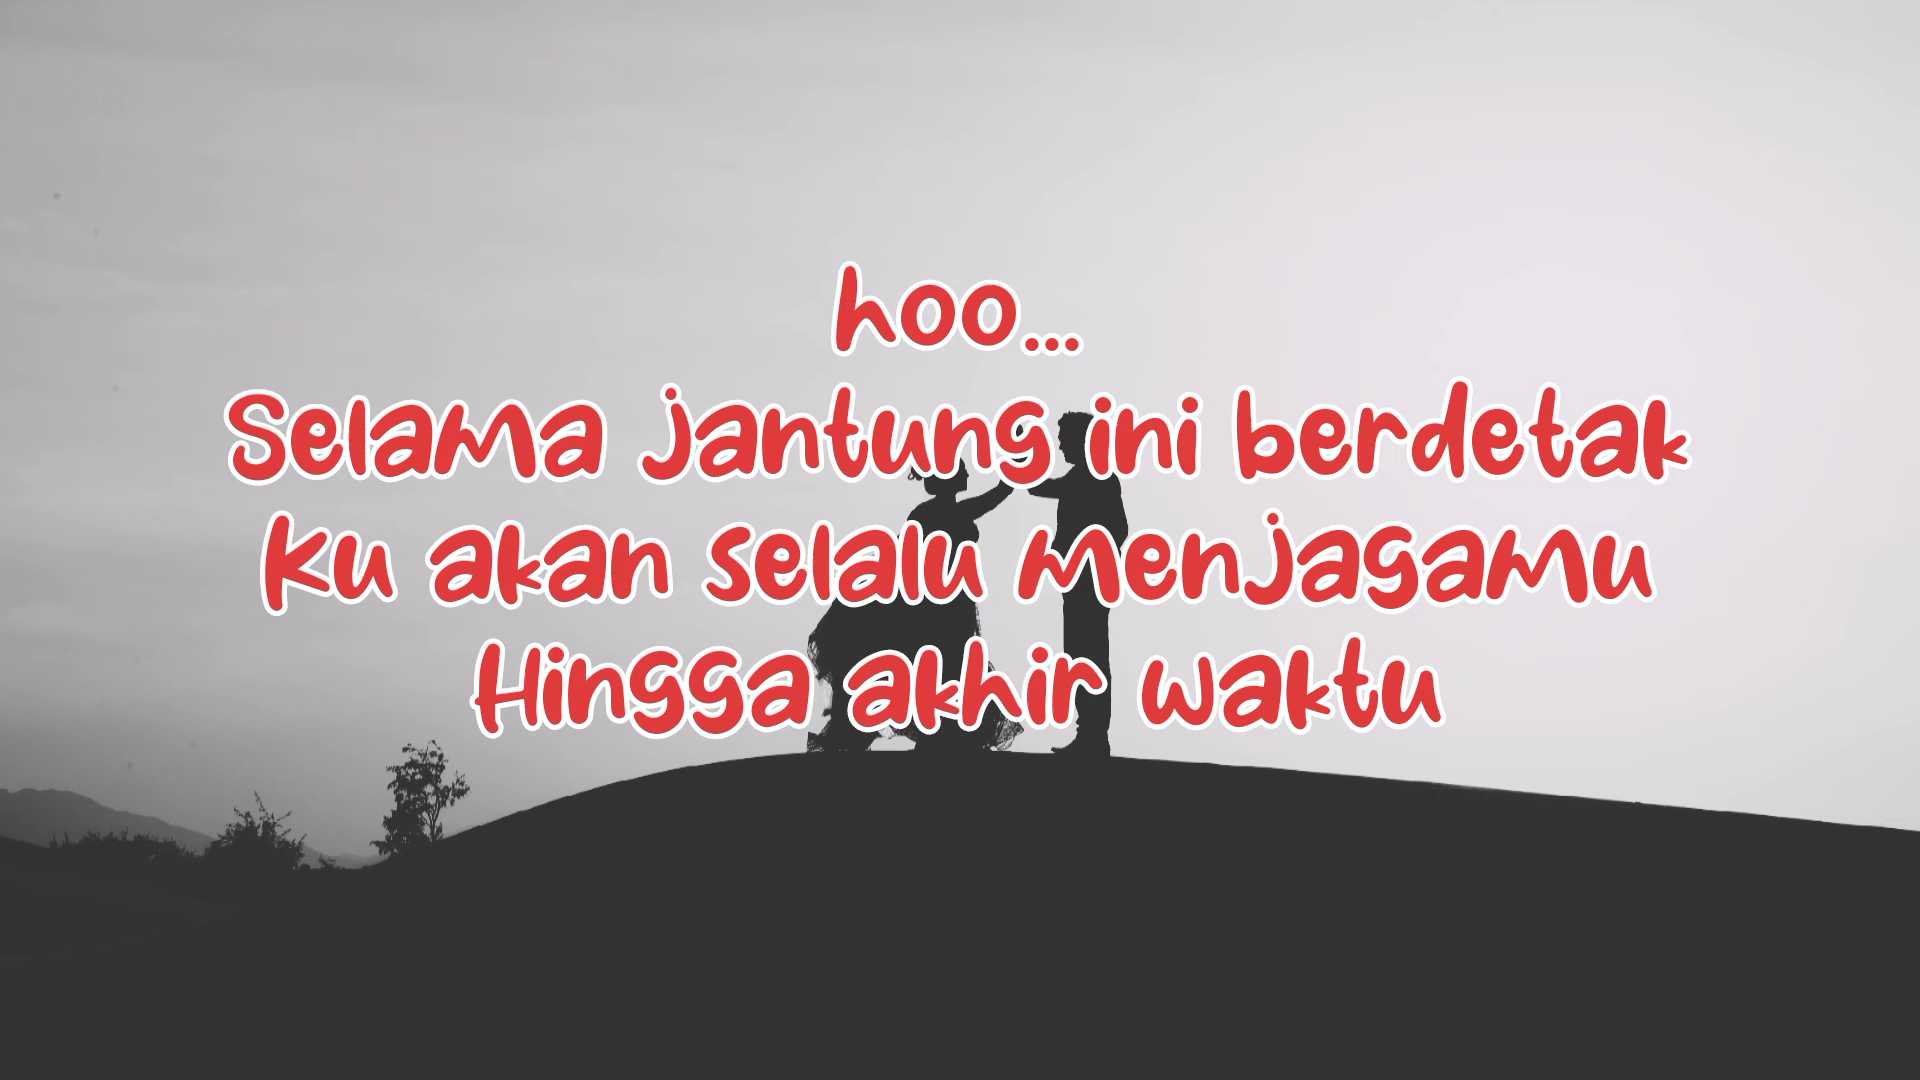 hoo...
Selama jantung ini berdetak
Ku akan selalu menjagamu
Hingga akhir waktu